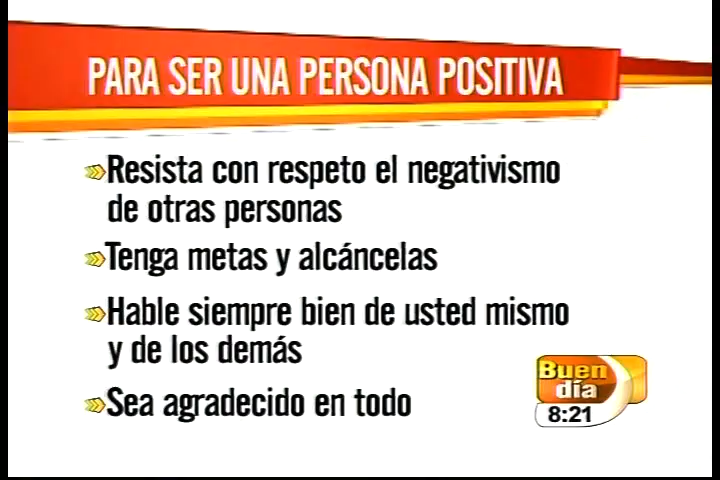 PARA SER UNA PERSONA POSITIVA
Resista con respeto el negativismo
de otras personas
Tenga metas y alcáncelas
Hable siempre bien de usted mismo
y de los demás
Sea agradecido en todo
Buen
día
8:21